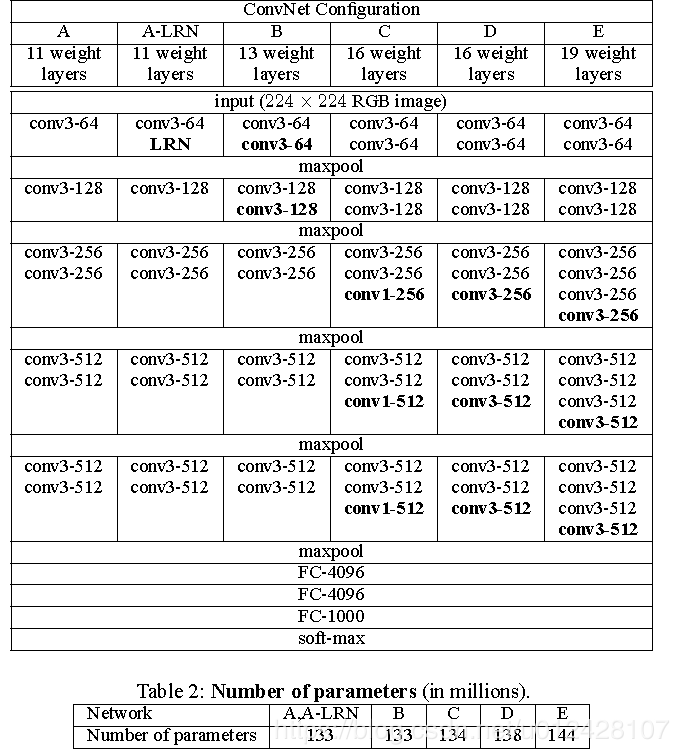 ConvNet Configuration
A A-LRN B C D E
11 weight 11 weight 13 weight 16 weight 16 weight 19 weight
layers layers layers layers layers layers
input (224 × 224 RGB image)
conv3-64 conv3-64 conv3-64 conv3-64 conv3-64 conv3-64
LRN conv3-64 conv3-64 conv3-64 conv3-64
maxpool
conv3-128 conv3-128 conv3-128 conv3-128 conv3-128 conv3-128
conv3-128 conv3-128 conv3-128 conv3-128
maxpool
conv3-256 conv3-256 conv3-256 conv3-256 conv3-256 conv3-256
conv3-256 conv3-256 conv3-256 conv3-256 conv3-256 conv3-256
conv1-256 conv3-256 conv3-256
conv3-256
maxpool
conv3-512 conv3-512 conv3-512 conv3-512 conv3-512 conv3-512
conv3-512 conv3-512 conv3-512 conv3-512 conv3-512 conv3-512
conv1-512 conv3-512 conv3-512
conv3-512
maxpool
conv3-512 conv3-512 conv3-512 conv3-512 conv3-512 conv3-512
conv3-512 conv3-512 conv3-512 conv3-512 conv3-512 conv3-512
conv1-512 conv3-512 conv3-512
conv3-512
maxpool
FC-4096
FC-4096
FC-1000
soft-max
Table 2: Number of parameters (in millions).
Network A,A-LRN B C D E
Number of parameters 133 133 134 138 144